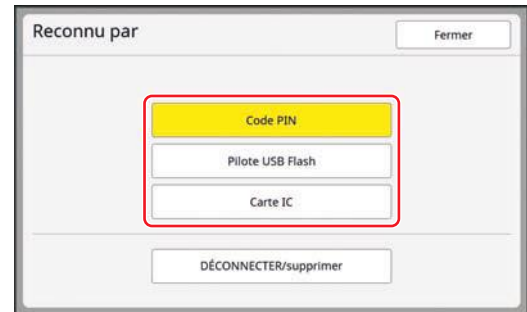 Reconnu par
Fermer
Code PIN
Pilote USB Flash
Carte IC
DÉCONNECTER/supprimer